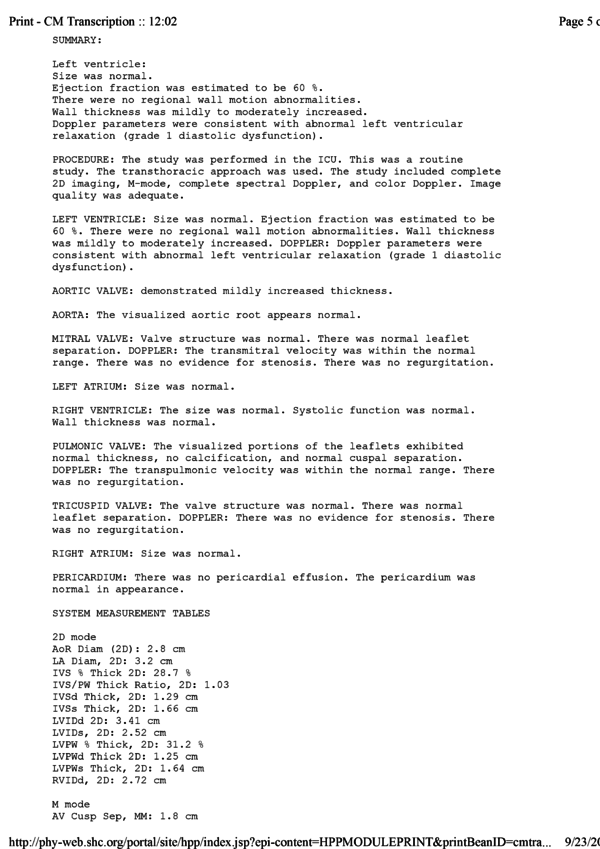 Print - CM Transcription :: 12:02
Page 5 o
SUMMARY:
Left ventricle:
Size was normal.
Ejection fraction was estimated to be 60 %.
There were no regional wall motion abnormalities.
Wall thickness was mildly to moderately increased.
Doppler parameters were consistent with abnormal left ventricular
relaxation (grade 1 diastolic dysfunction).
PROCEDURE: The study was performed in the ICU. This was a routine
study. The transthoracic approach was used. The study included complete
2D imaging, M-mode, complete spectral Doppler, and color Doppler. Image
quality was adequate.
LEFT VENTRICLE: Size was normal. Ejection fraction was estimated to be
60 %. There were no regional wall motion abnormalities. Wall thickness
was mildly to moderately increased. DOPPLER: Doppler parameters were
consistent with abnormal left ventricular relaxation (grade 1 diastolic
dysfunction).
AORTIC VALVE: demonstrated mildly increased thickness.
AORTA: The visualized aortic root appears normal.
MITRAL VALVE: Valve structure was normal. There was normal leaflet
separation. DOPPLER: The transmitral velocity was within the normal
range. There was no evidence for stenosis. There was no regurgitation.
LEFT ATRIUM: Size was normal.
RIGHT VENTRICLE: The size was normal. Systolic function was normal.
Wall thickness was normal.
PULMONIC VALVE: The visualized portions of the leaflets exhibited
normal thickness, no calcification, and normal cuspal separation.
DOPPLER: The transpulmonic velocity was within the normal range. There
was no regurgitation.
TRICUSPID VALVE: The valve structure was normal. There was normal
leaflet separation. DOPPLER: There was no evidence for stenosis. There
was no regurgitation.
RIGHT ATRIUM: Size was normal.
PERICARDIUM: There was no pericardial effusion. The pericardium was
normal in appearance.
SYSTEM MEASUREMENT TABLES
2D mode
AoR Diam (2D): 2.8 cm
LA Diam, 2D: 3.2 cm
IVS % Thick 2D: 28.7 %
IVS/PW Thick Ratio, 2D: 1.03
IVSd Thick, 2D: 1.29 cm
IVSs Thick, 2D: 1.66 cm
LVIDd 2D: 3.41 cm
LVIDs, 2D: 2.52 cm
LVPW % Thick, 2D: 31.2 %
LVPWd Thick 2D: 1.25 cm
LVPWs Thick, 2D: 1.64 cm
RVIDd, 2D: 2.72 cm
M mode
AV Cusp Sep, MM: 1.8 cm
http://phy-web.shc.org/portal/site/hpp/index.jsp?epi-content=HPPMODULEPRINT&printBeanID=cmtra... 9/23/20